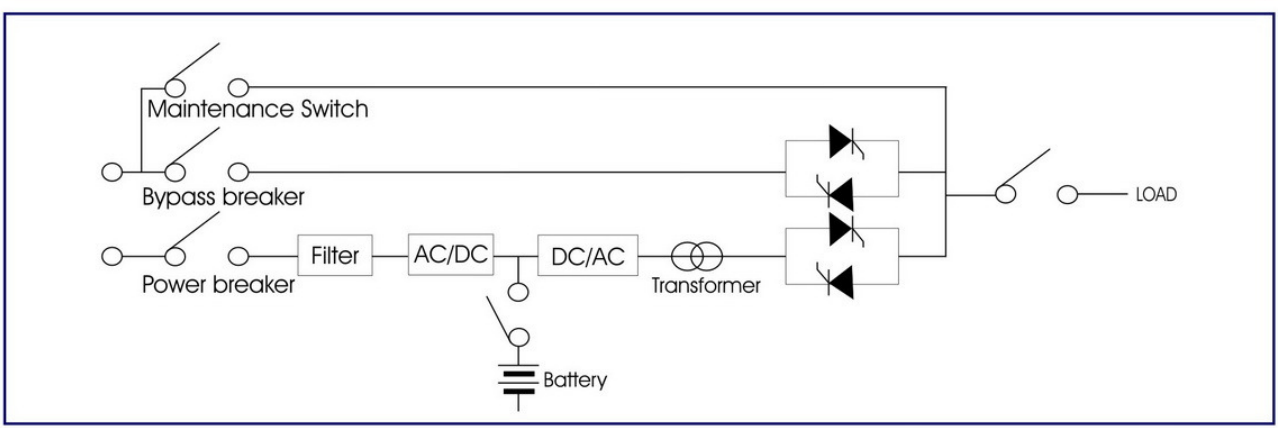 Maintenance Switch
Bypass breaker
LOAD
Filter
AC/DC
DC/AC
Power breaker
Transformer
Battery